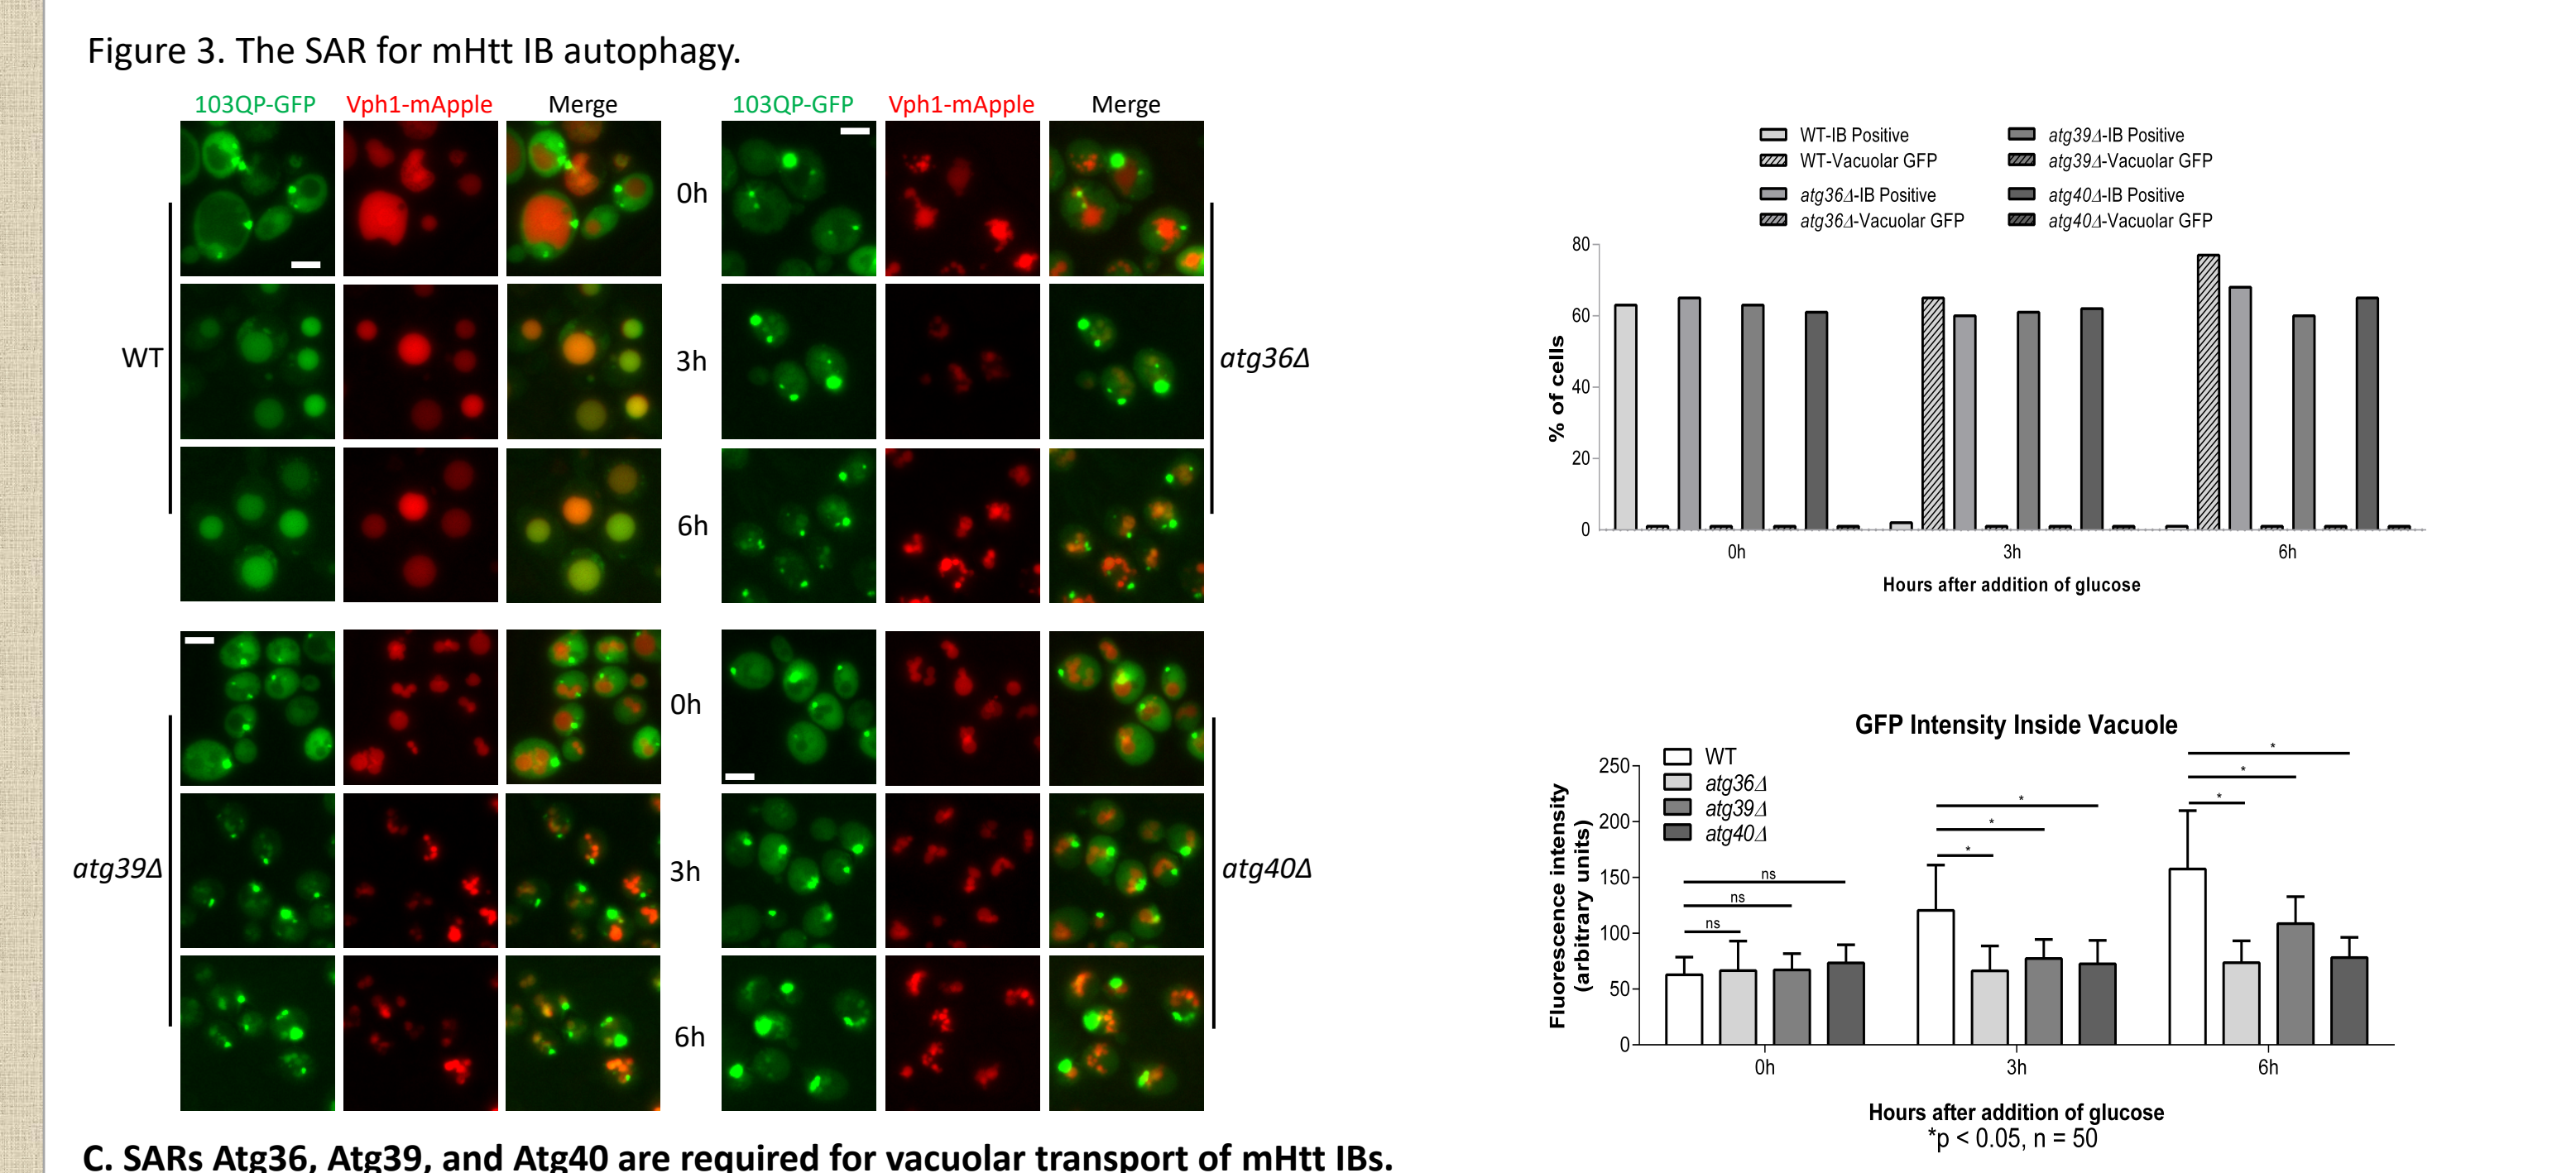 Figure 3. The SAR for mHtt IB autophagy.
103QP-GFP Vph1-mApple Merge
103QP-GFP Vph1-mApple Merge
WT
0h
3h
6h
atg36Δ
atg39Δ
0h
3h
6h
atg40Δ
WT-IB Positive
WT-Vacuolar GFP
atg36Δ-IB Positive
atg36Δ-Vacuolar GFP
atg39Δ-IB Positive
atg39Δ-Vacuolar GFP
atg40Δ-IB Positive
atg40Δ-Vacuolar GFP
% of cells
80
60
40
20
0
0h 3h 6h
Hours after addition of glucose
GFP Intensity Inside Vacuole
WT
atg36Δ
atg39Δ
atg40Δ
Fluorescence intensity
(arbitrary units)
250
200
150
100
50
0
ns
ns
ns
*
*
*
*
*
*
0h 3h 6h
Hours after addition of glucose
*p < 0.05, n = 50
C. SARs Atg36, Atg39, and Atg40 are required for vacuolar transport of mHtt IBs.